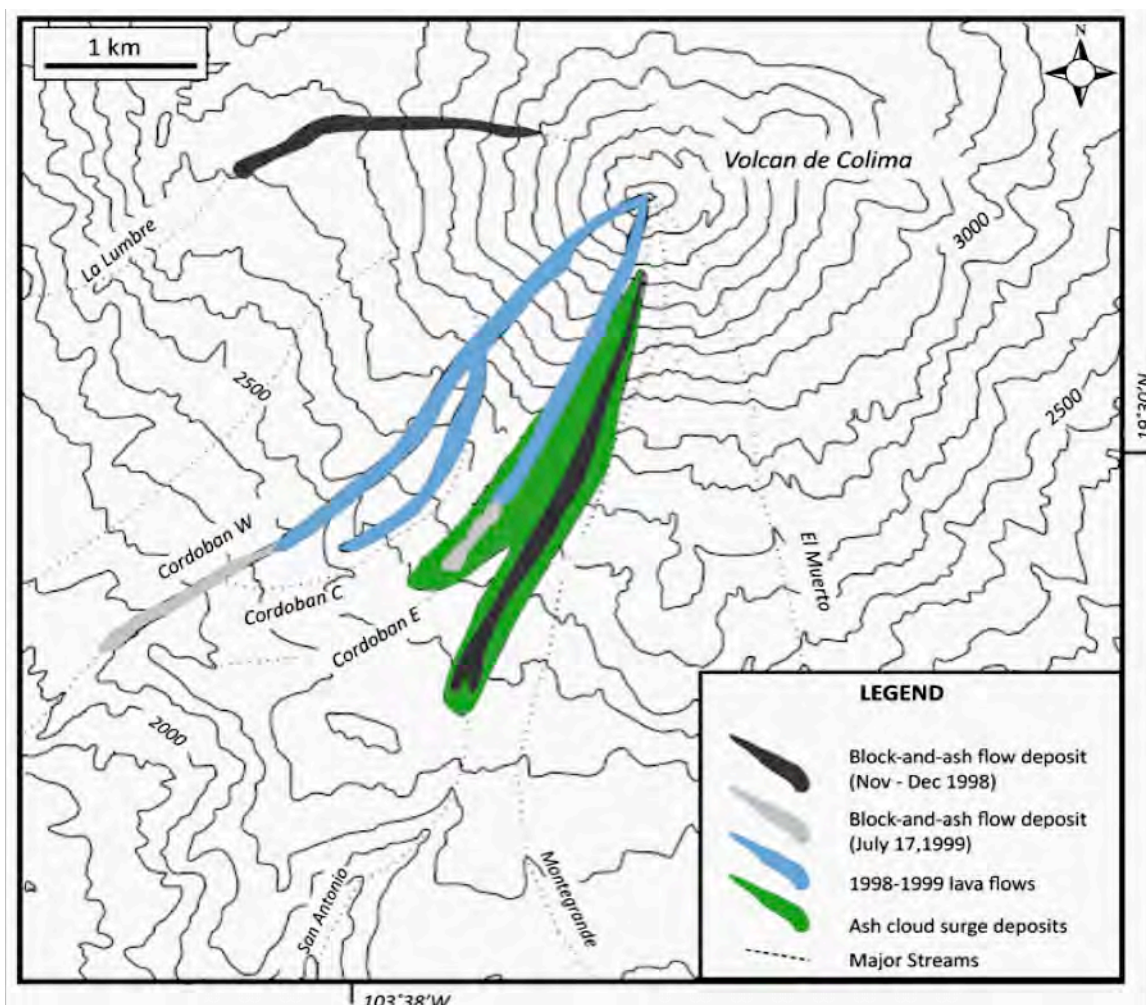 1 km
N
Volcan de Colima
La Lumbre
3000
2500
2500
19°30'N
Cordoban W
El Muerto
Cordoban C
Cordoban E
2000
San Antonio
Montegrande
103°38'W
LEGEND
Block-and-ash flow deposit
(Nov - Dec 1998)
Block-and-ash flow deposit
(July 17,1999)
1998-1999 lava flows
Ash cloud surge deposits
Major Streams